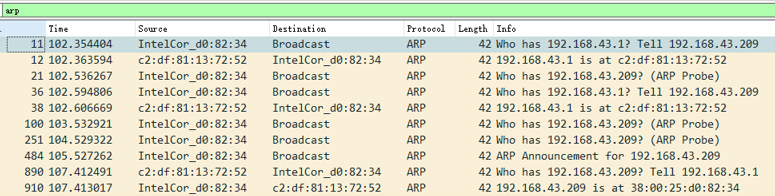 arp
Time Source Destination Protocol Length Info
11 102.354404 IntelCor_d0:82:34 Broadcast ARP 42 Who has 192.168.43.1? Tell 192.168.43.209
12 102.363594 c2:df:81:13:72:52 IntelCor_d0:82:34 ARP 42 192.168.43.1 is at c2:df:81:13:72:52
21 102.536267 IntelCor_d0:82:34 Broadcast ARP 42 Who has 192.168.43.209? (ARP Probe)
36 102.594806 IntelCor_d0:82:34 Broadcast ARP 42 Who has 192.168.43.1? Tell 192.168.43.209
38 102.606669 c2:df:81:13:72:52 IntelCor_d0:82:34 ARP 42 192.168.43.1 is at c2:df:81:13:72:52
100 103.532921 IntelCor_d0:82:34 Broadcast ARP 42 Who has 192.168.43.209? (ARP Probe)
251 104.529322 IntelCor_d0:82:34 Broadcast ARP 42 Who has 192.168.43.209? (ARP Probe)
484 105.527262 IntelCor_d0:82:34 Broadcast ARP 42 ARP Announcement for 192.168.43.209
890 107.412491 c2:df:81:13:72:52 IntelCor_d0:82:34 ARP 42 Who has 192.168.43.209? Tell 192.168.43.1
910 107.413017 IntelCor_d0:82:34 c2:df:81:13:72:52 ARP 42 192.168.43.209 is at 38:00:25:d0:82:34